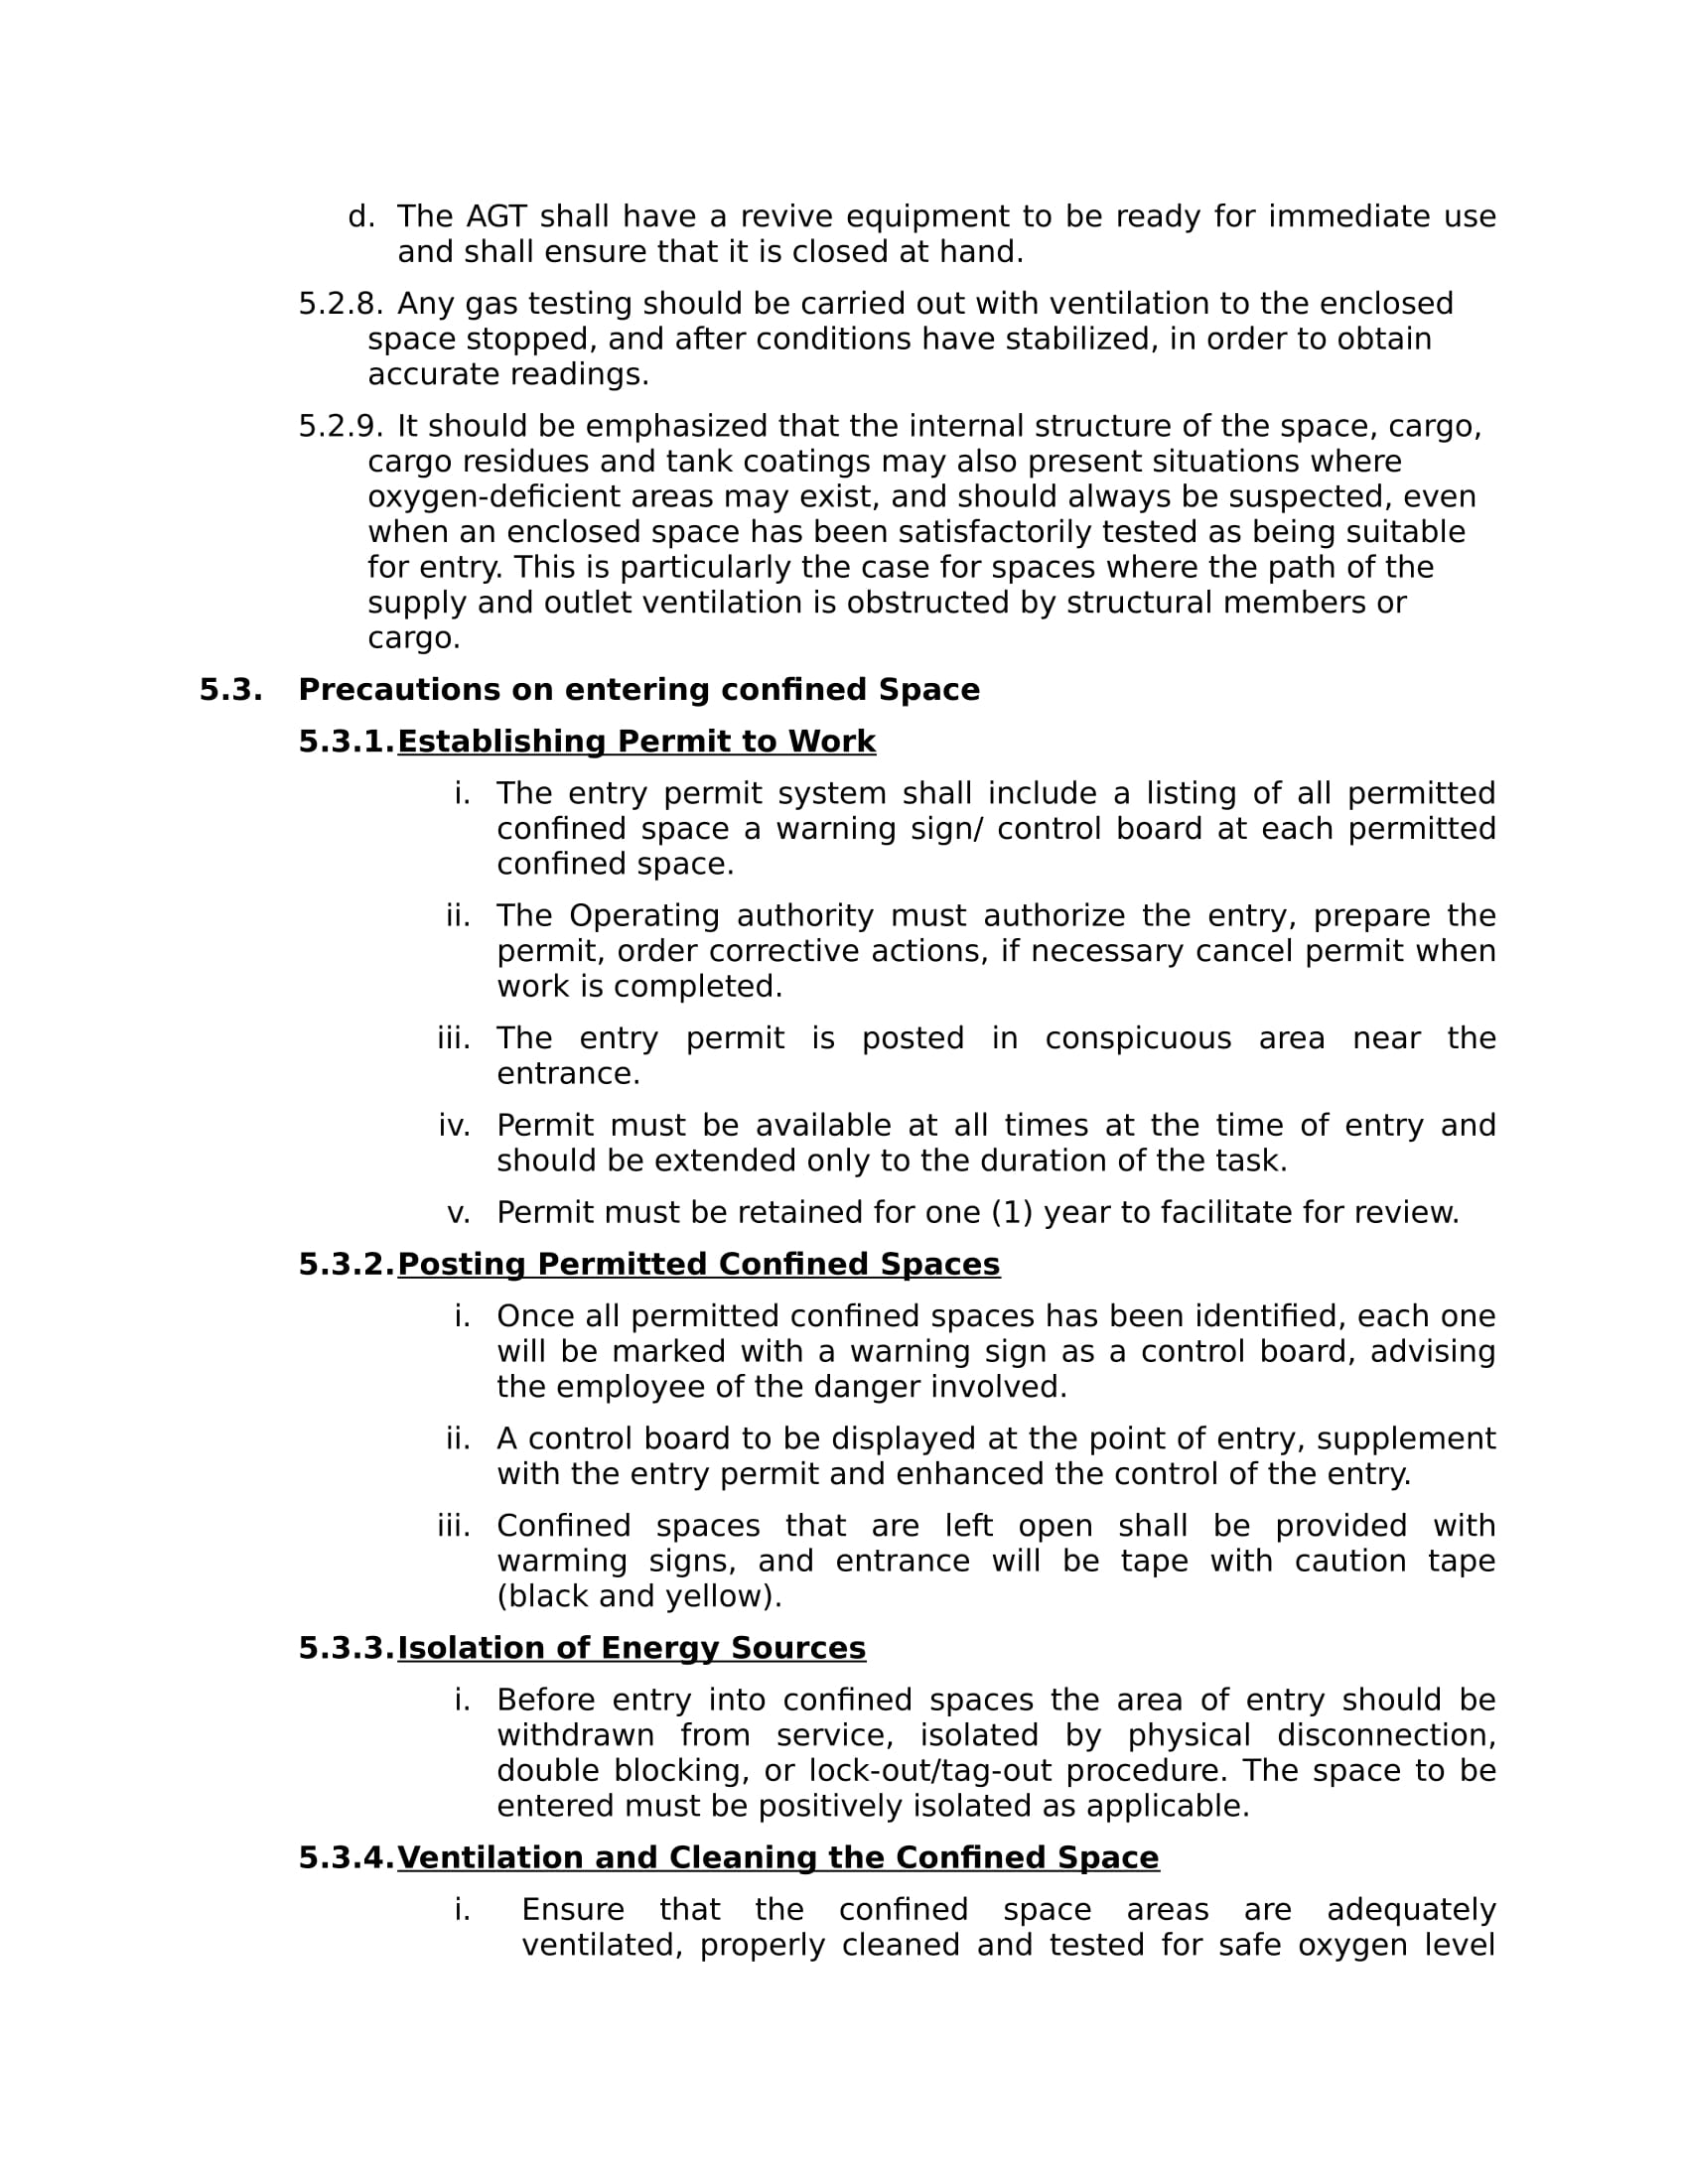 d. The AGT shall have a revive equipment to be ready for immediate use
and shall ensure that it is closed at hand.
5.2.8. Any gas testing should be carried out with ventilation to the enclosed
space stopped, and after conditions have stabilized, in order to obtain
accurate readings.
5.2.9. It should be emphasized that the internal structure of the space, cargo,
cargo residues and tank coatings may also present situations where
oxygen-deficient areas may exist, and should always be suspected, even
when an enclosed space has been satisfactorily tested as being suitable
for entry. This is particularly the case for spaces where the path of the
supply and outlet ventilation is obstructed by structural members or
cargo.
5.3. Precautions on entering confined Space
5.3.1. Establishing Permit to Work
i. The entry permit system shall include a listing of all permitted
confined space a warning sign/ control board at each permitted
confined space.
ii. The Operating authority must authorize the entry, prepare the
permit, order corrective actions, if necessary cancel permit when
work is completed.
iii. The entry permit is posted in conspicuous area near the
entrance.
iv. Permit must be available at all times at the time of entry and
should be extended only to the duration of the task.
v. Permit must be retained for one (1) year to facilitate for review.
5.3.2. Posting Permitted Confined Spaces
i. Once all permitted confined spaces has been identified, each one
will be marked with a warning sign as a control board, advising
the employee of the danger involved.
ii. A control board to be displayed at the point of entry, supplement
with the entry permit and enhanced the control of the entry.
iii. Confined spaces that are left open shall be provided with
warming signs, and entrance will be tape with caution tape
(black and yellow).
5.3.3. Isolation of Energy Sources
i. Before entry into confined spaces the area of entry should be
withdrawn from service, isolated by physical disconnection,
double blocking, or lock-out/tag-out procedure. The space to be
entered must be positively isolated as applicable.
5.3.4. Ventilation and Cleaning the Confined Space
i. Ensure that the confined space areas are adequately
ventilated, properly cleaned and tested for safe oxygen level